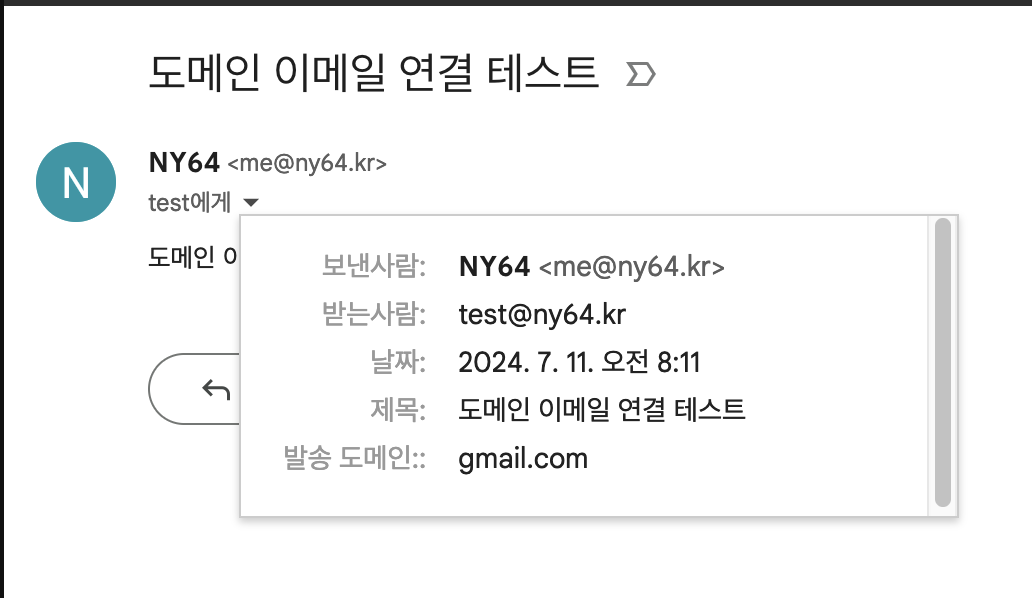 도메인 이메일 연결 테스트
N
NY64 <me@ny64.kr>
test에게
도메인
보낸사람: NY64 <me@ny64.kr>
받는사람: test@ny64.kr
날짜: 2024. 7. 11. 오전 8:11
제목: 도메인 이메일 연결 테스트
발송 도메인:: gmail.com